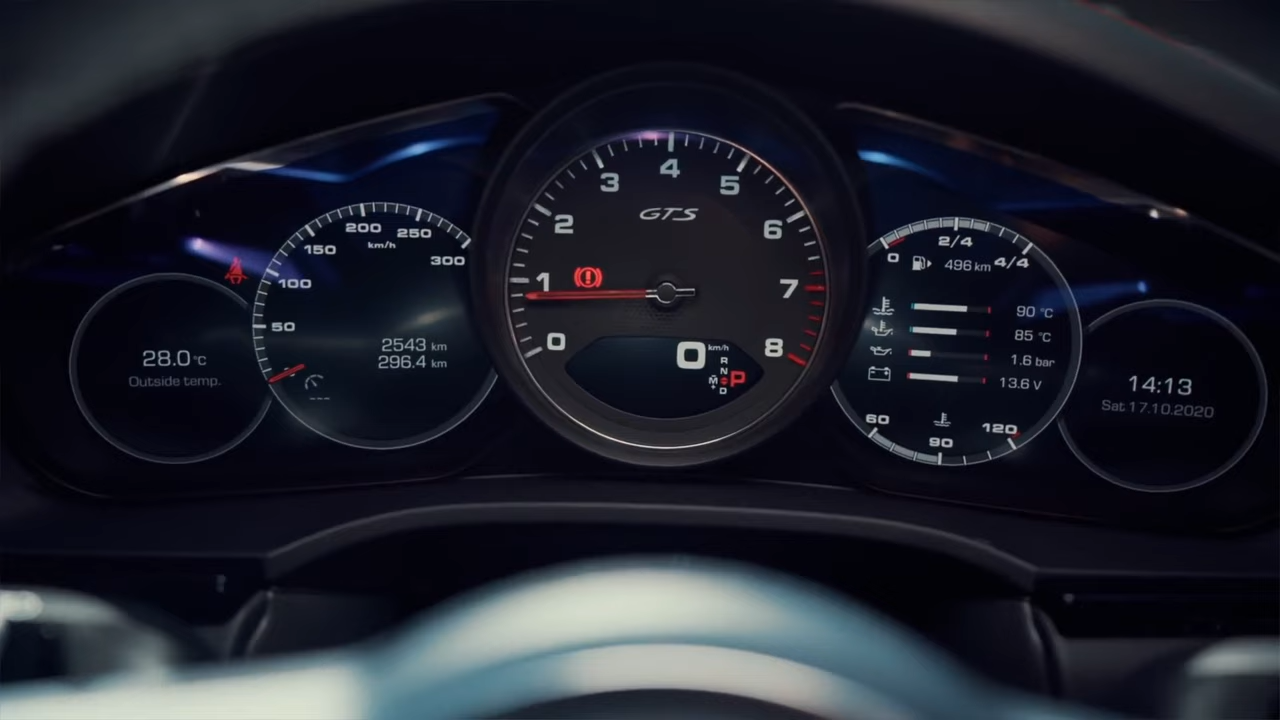 28.0 °C
Outside temp.
50
100
150
200
250
300
km/h
2543 km
296.4 km
---
0
1
2
3
4
5
6
7
8
GTS
0 km/h
R
N
D
M
+
-
P
0
2/4
4/4
496 km
90 °C
85 °C
1.6 bar
13.6 V
60
90
120
14:13
Sat 17.10.2020